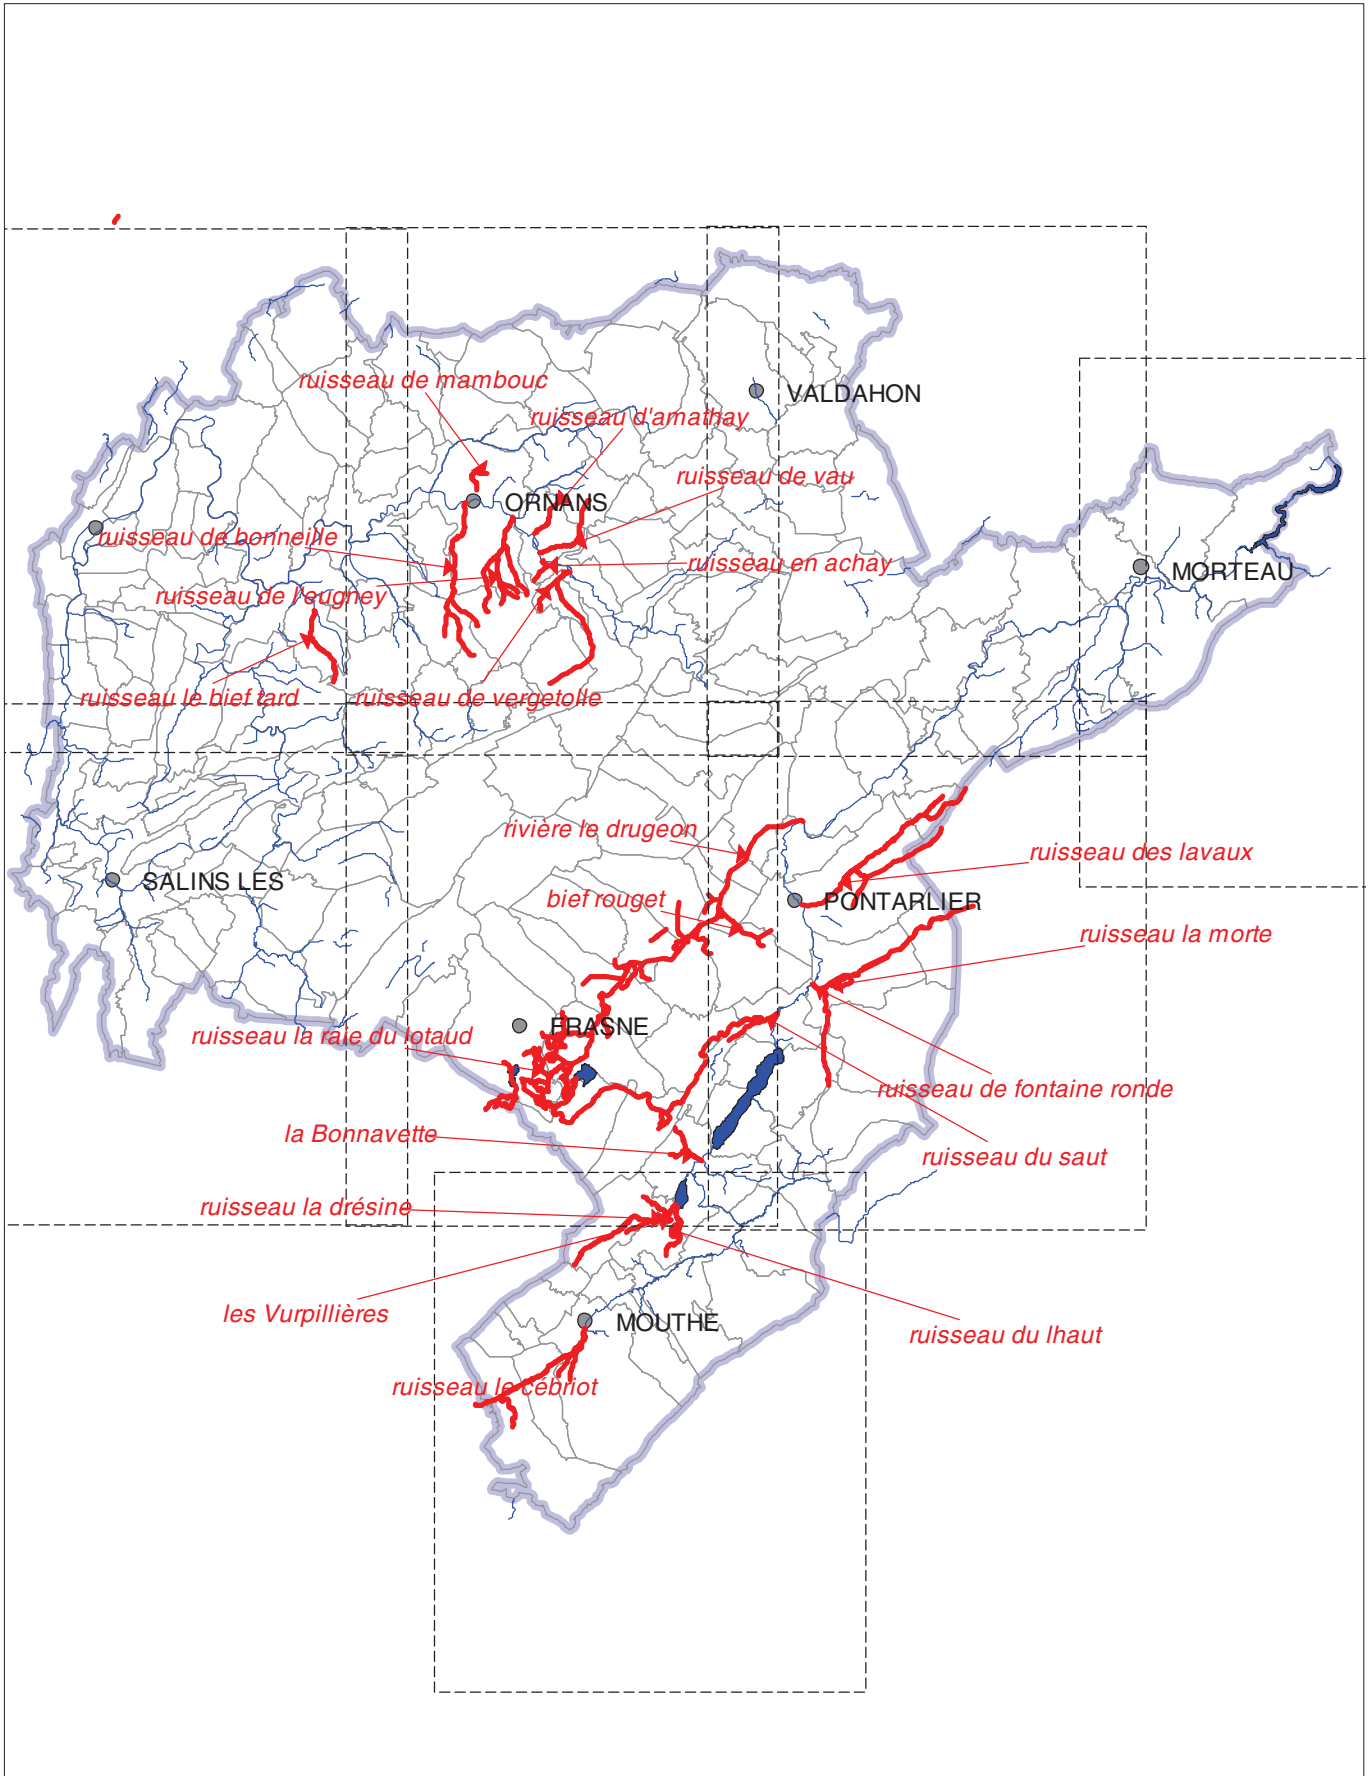 ruisseau de mambouc
VALDAHON
ruisseau d'amathay
ruisseau de vau
ORNANS
ruisseau de bonneille
ruisseau en achay
MORTEAU
ruisseau de l'eugney
ruisseau le bief tard
ruisseau de vergetolle
rivière le drugeon
ruisseau des lavaux
SALINS LES
bief rouget
PONTARLIER
ruisseau la morte
FRASNE
ruisseau la raie du lotaud
ruisseau de fontaine ronde
la Bonnavette
ruisseau du saut
ruisseau la drésine
les Vurpillières
MOUTHE
ruisseau du lhaut
ruisseau le cébriot